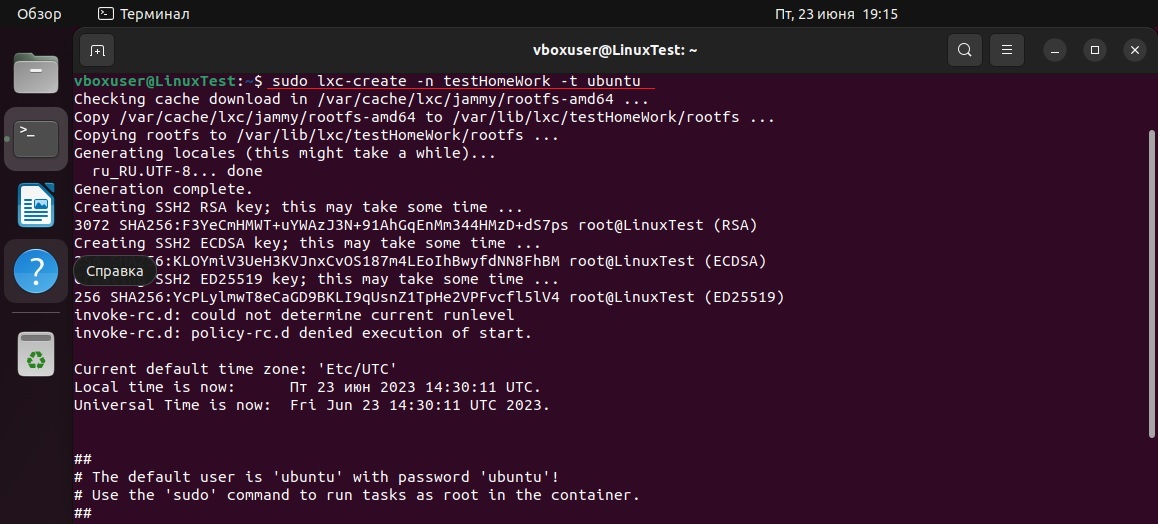 Обзор
Терминал
Пт, 23 июня 19:15
vboxuser@LinuxTest: ~
vboxuser@LinuxTest:~$ sudo lxc-create -n testHomeWork -t ubuntu
Checking cache download in /var/cache/lxc/jammy/rootfs-amd64 ...
Copy /var/cache/lxc/jammy/rootfs-amd64 to /var/lib/lxc/testHomeWork/rootfs ...
Copying rootfs to /var/lib/lxc/testHomeWork/rootfs ...
Generating locales (this might take a while)...
  ru_RU.UTF-8... done
Generation complete.
Creating SSH2 RSA key; this may take some time ...
3072 SHA256:F3YeCmHMWT+uYWAzJ3N+91AhGqEnMm344HMzD+dS7ps root@LinuxTest (RSA)
Creating SSH2 ECDSA key; this may take some time ...
56:KLOYmiV3UeH3KVJnxCvOS187m4LEoIhBwyfdNN8FhBM root@LinuxTest (ECDSA)
Справка
SSH2 ED25519 key; this may take some time ...
256 SHA256:YcPLylmwT8eCaGD9BKLI9qUsnZ1TpHe2VPFvcfl5lV4 root@LinuxTest (ED25519)
invoke-rc.d: could not determine current runlevel
invoke-rc.d: policy-rc.d denied execution of start.
Current default time zone: 'Etc/UTC'
Local time is now:      Пт 23 июн 2023 14:30:11 UTC.
Universal Time is now:  Fri Jun 23 14:30:11 UTC 2023.
##
# The default user is 'ubuntu' with password 'ubuntu'!
# Use the 'sudo' command to run tasks as root in the container.
##